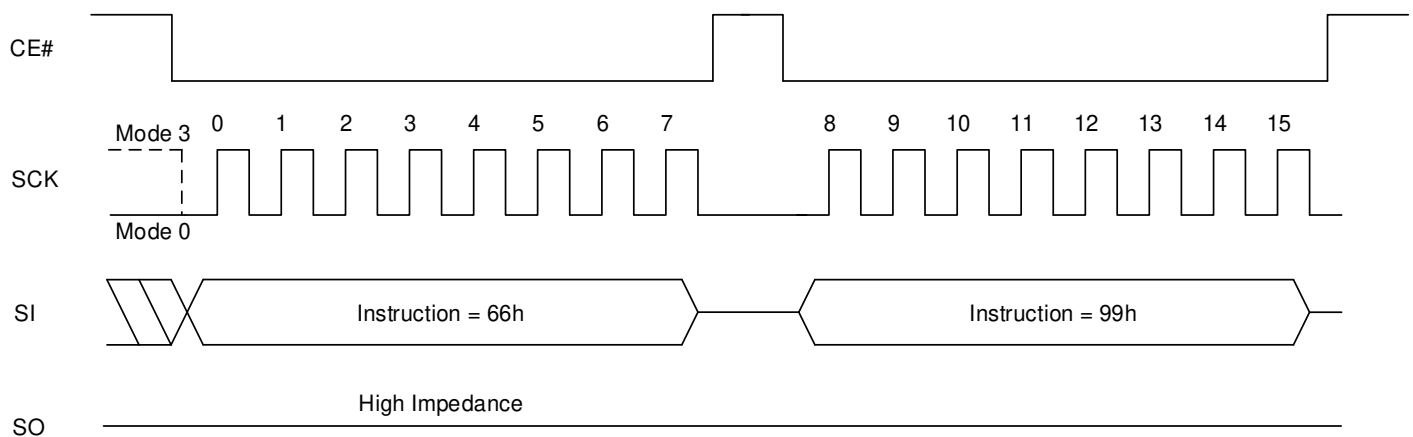 CE#
Mode 3
0 1 2 3 4 5 6 7 8 9 10 11 12 13 14 15
SCK
Mode 0
SI
Instruction = 66h
Instruction = 99h
High Impedance
SO